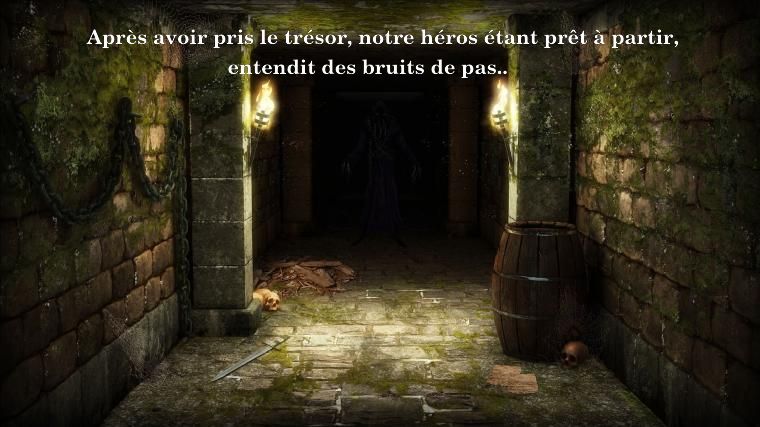 Après avoir pris le trésor, notre héros étant prêt à partir,
entendit des bruits de pas..